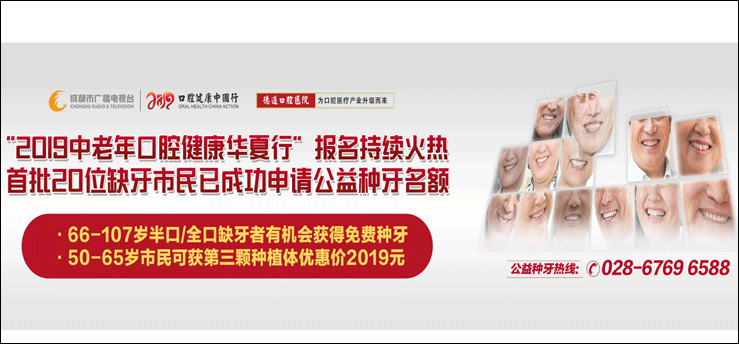 成都市广播电视台
CHENGDU RADIO & TELEVISION
2019 口腔健康中国行
ORAL HEALTH CHINA ACTION
德道口腔医院
为口腔医疗产业升级而来
“2019中老年口腔健康华夏行”报名持续火热
首批20位缺牙市民已成功申请公益种牙名额
·66-107岁半口/全口缺牙者有机会获得免费种牙
·50-65岁市民可获第三颗种植体优惠价2019元
公益种牙热线：028-6769 6588